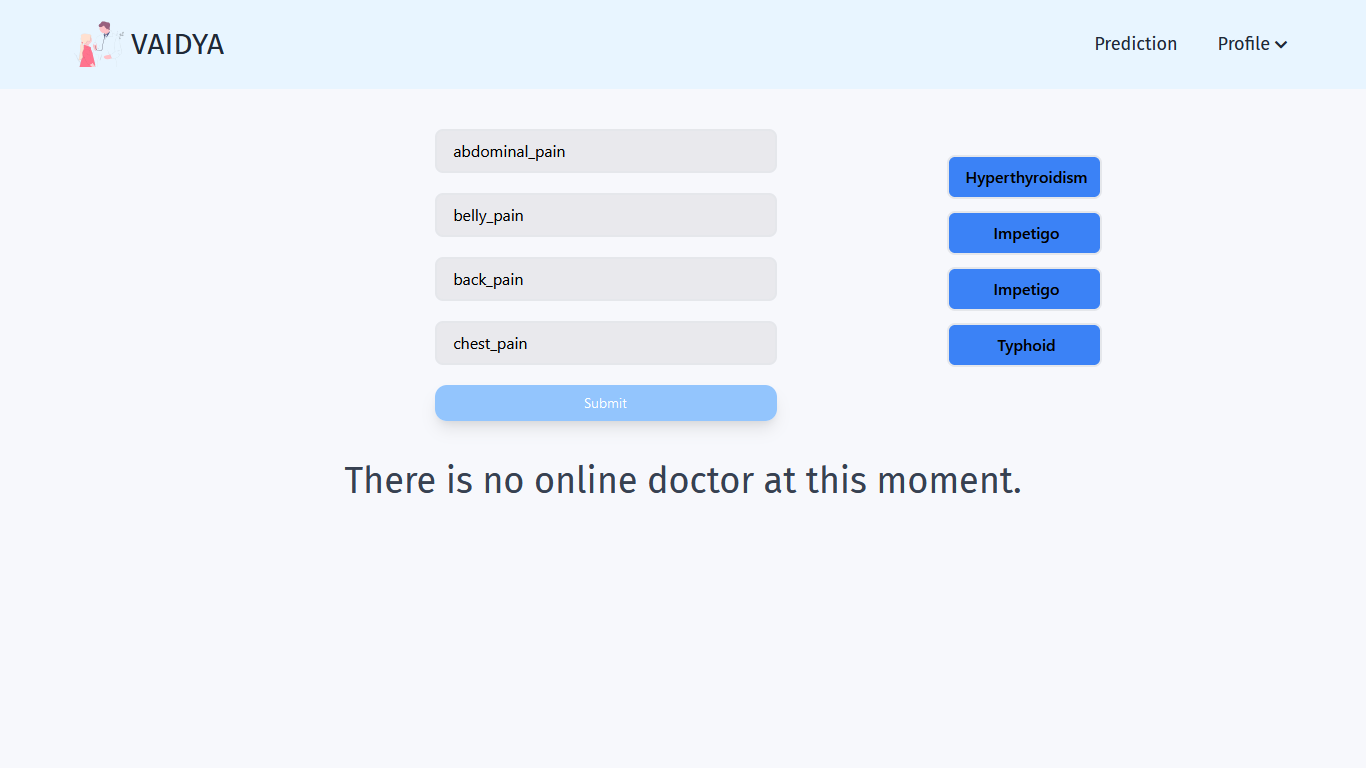 VAIDYA
Prediction
Profile
abdominal_pain
belly_pain
back_pain
chest_pain
Submit
Hyperthyroidism
Impetigo
Impetigo
Typhoid
There is no online doctor at this moment.